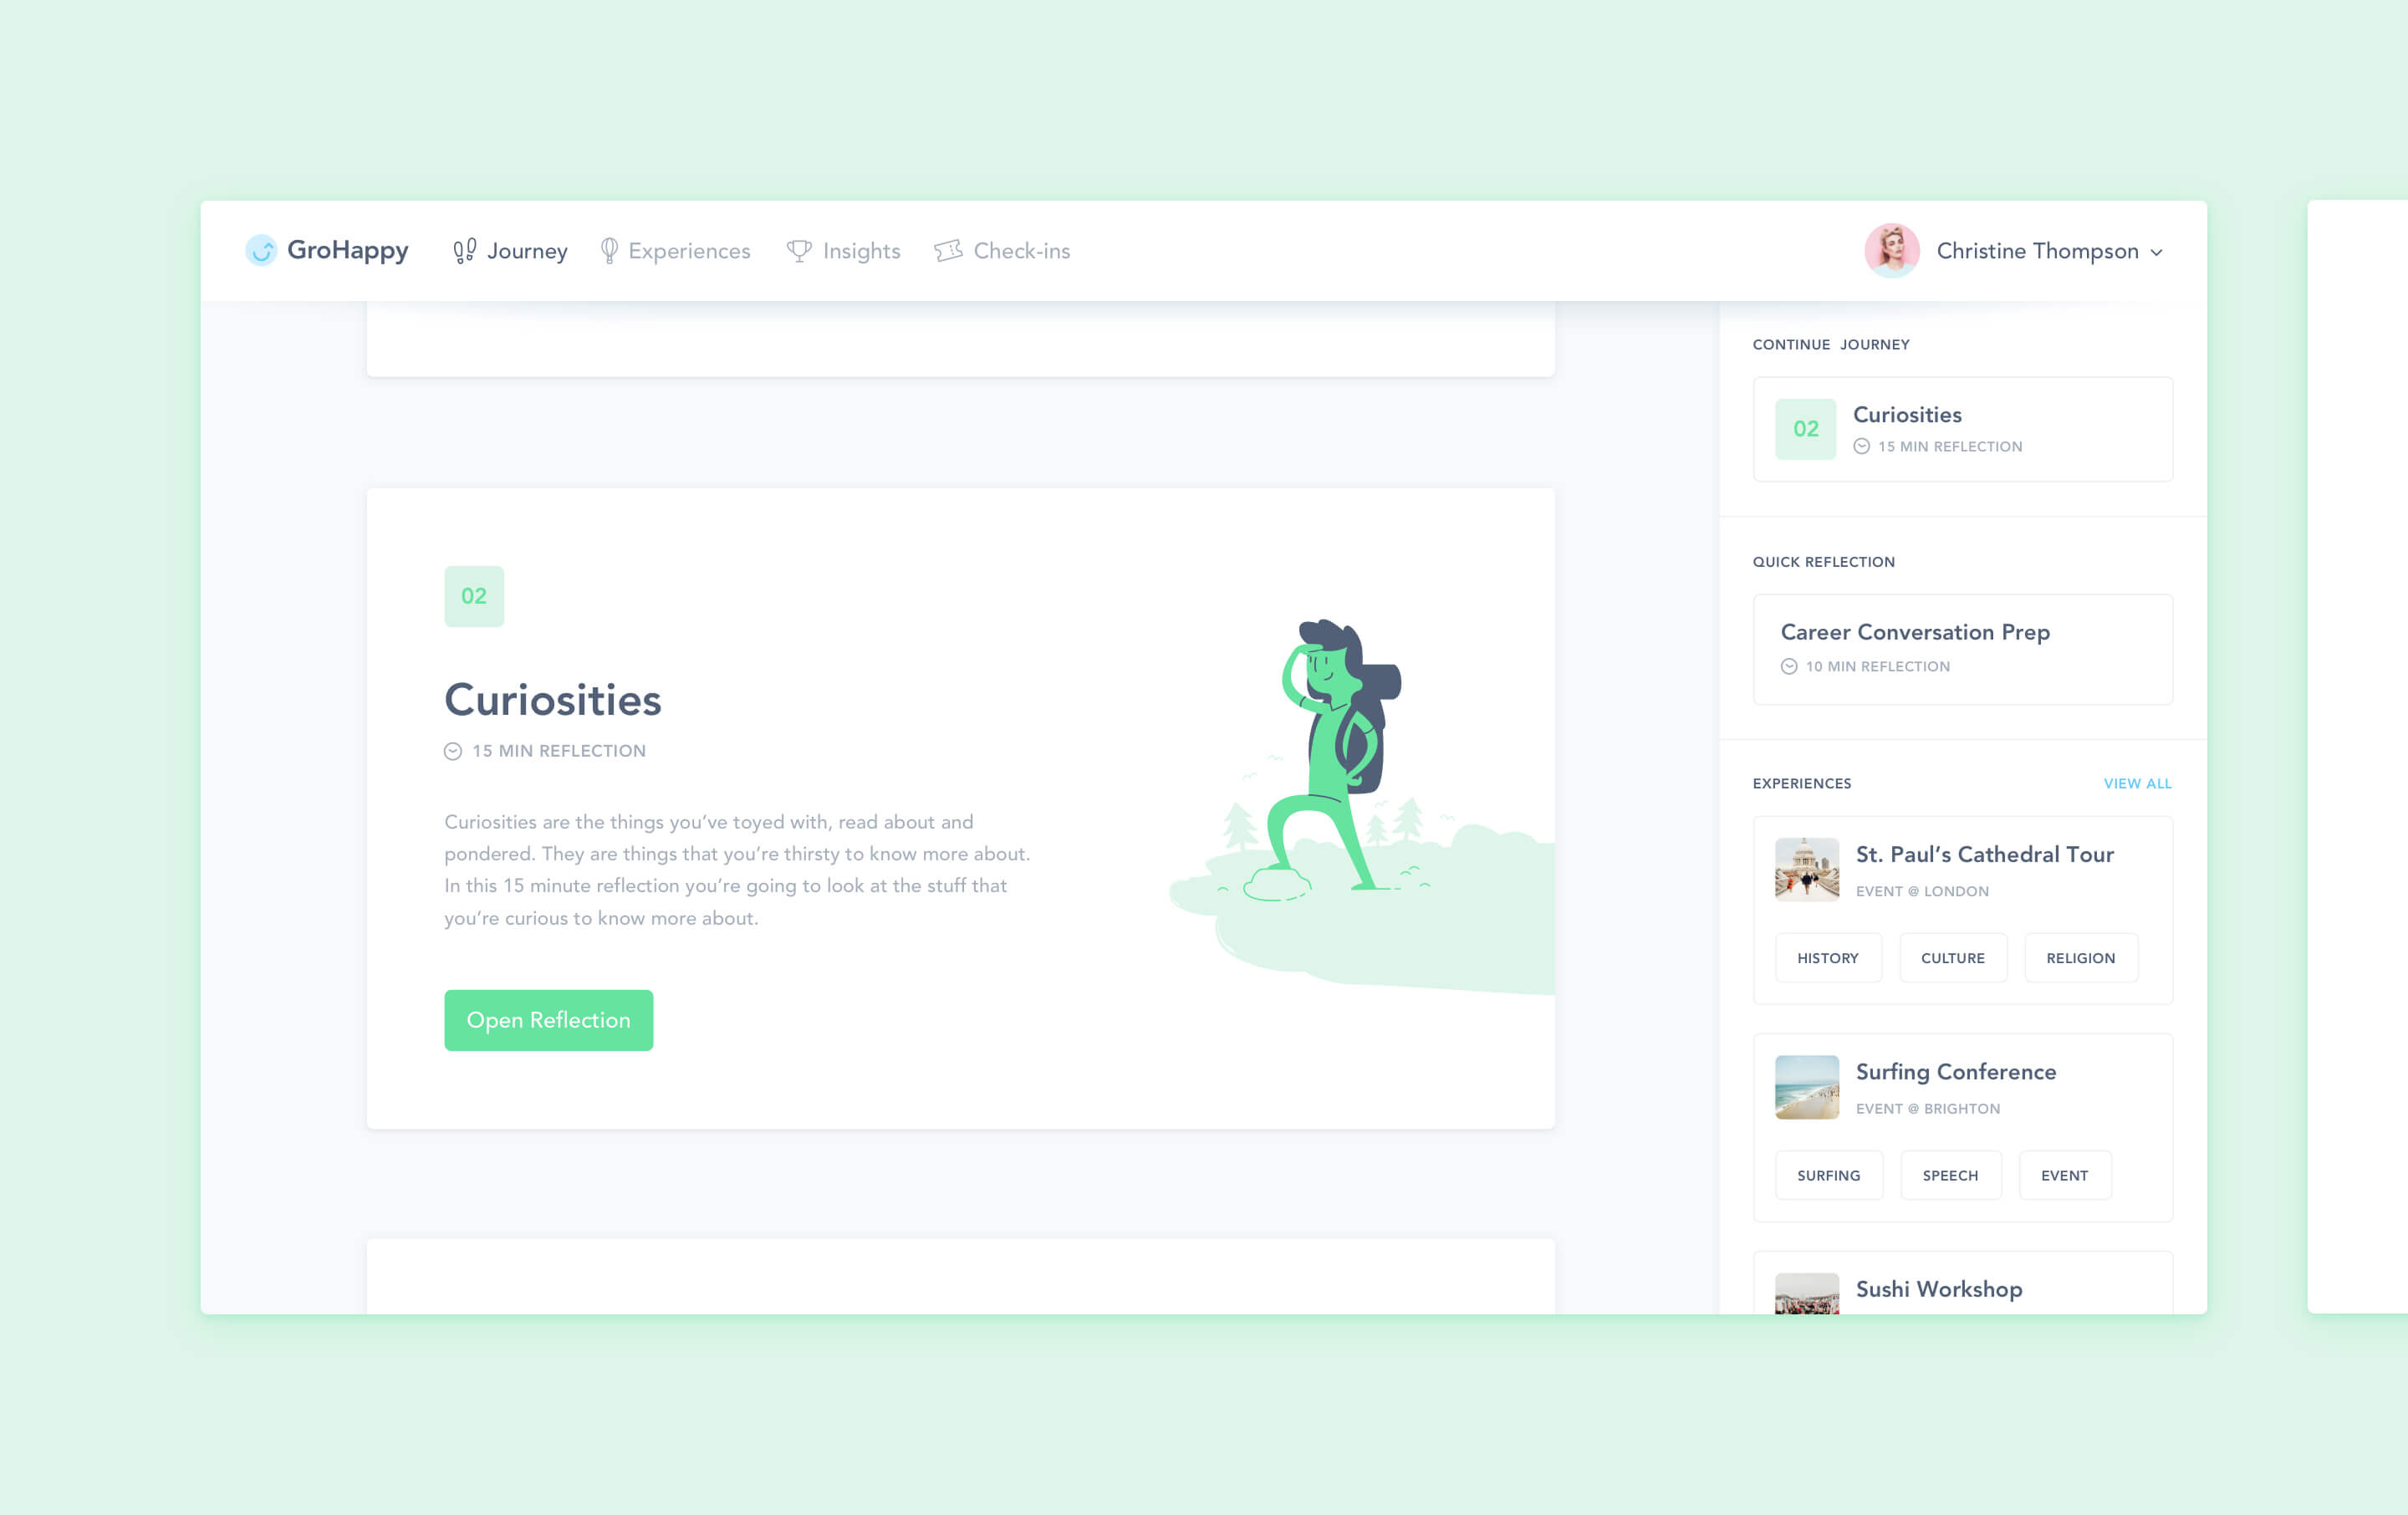 GroHappy
Journey
Experiences
Insights
Check-ins
Christine Thompson
02
Curiosities
15 MIN REFLECTION
Curiosities are the things you’ve toyed with, read about and
pondered. They are things that you’re thirsty to know more about.
In this 15 minute reflection you’re going to look at the stuff that
you’re curious to know more about.
Open Reflection
CONTINUE JOURNEY
02
Curiosities
15 MIN REFLECTION
QUICK REFLECTION
Career Conversation Prep
10 MIN REFLECTION
EXPERIENCES
VIEW ALL
St. Paul’s Cathedral Tour
EVENT @ LONDON
HISTORY
CULTURE
RELIGION
Surfing Conference
EVENT @ BRIGHTON
SURFING
SPEECH
EVENT
Sushi Workshop